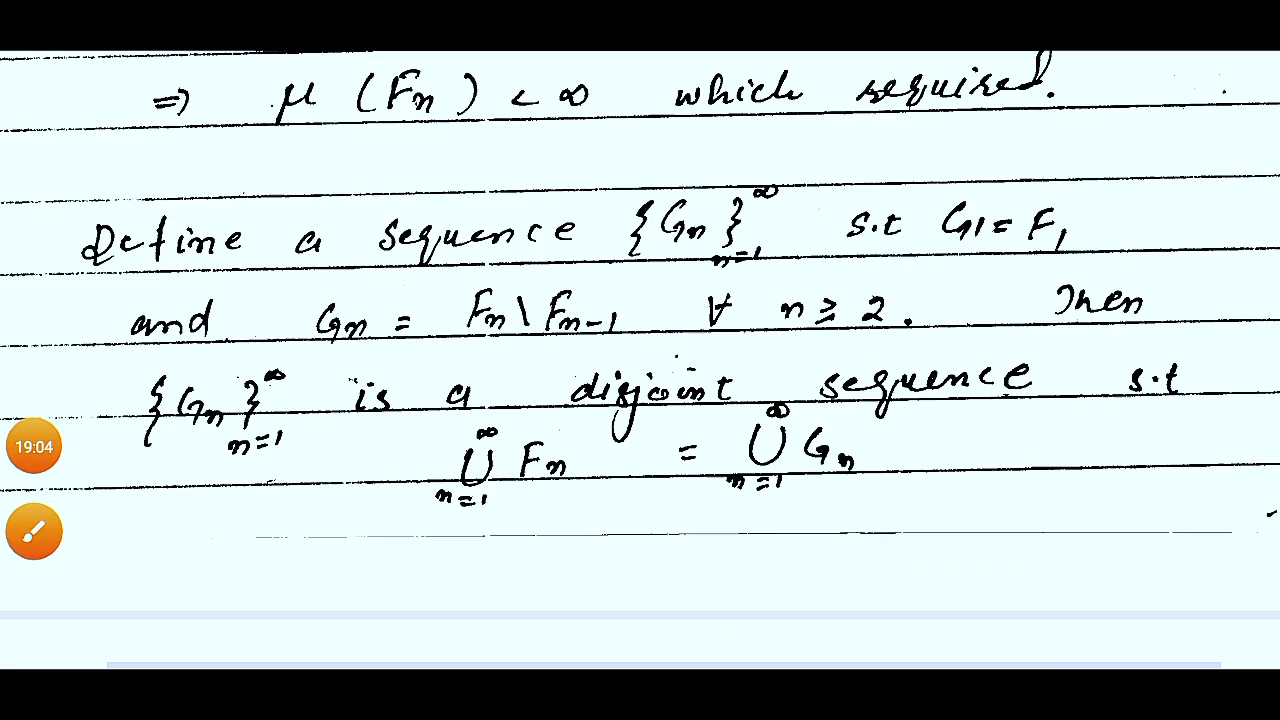 ⇒ μ (Fn) < ∞ which required.
Define a sequence {Gn}∞n=1 s.t G1 = F1
and Gn = Fn \ Fn-1 ∀ n ≥ 2. Then
{Gn}∞n=1 is a disjoint sequence s.t
∞⋃n=1 Fn = ∞⋃n=1 Gn
19:04